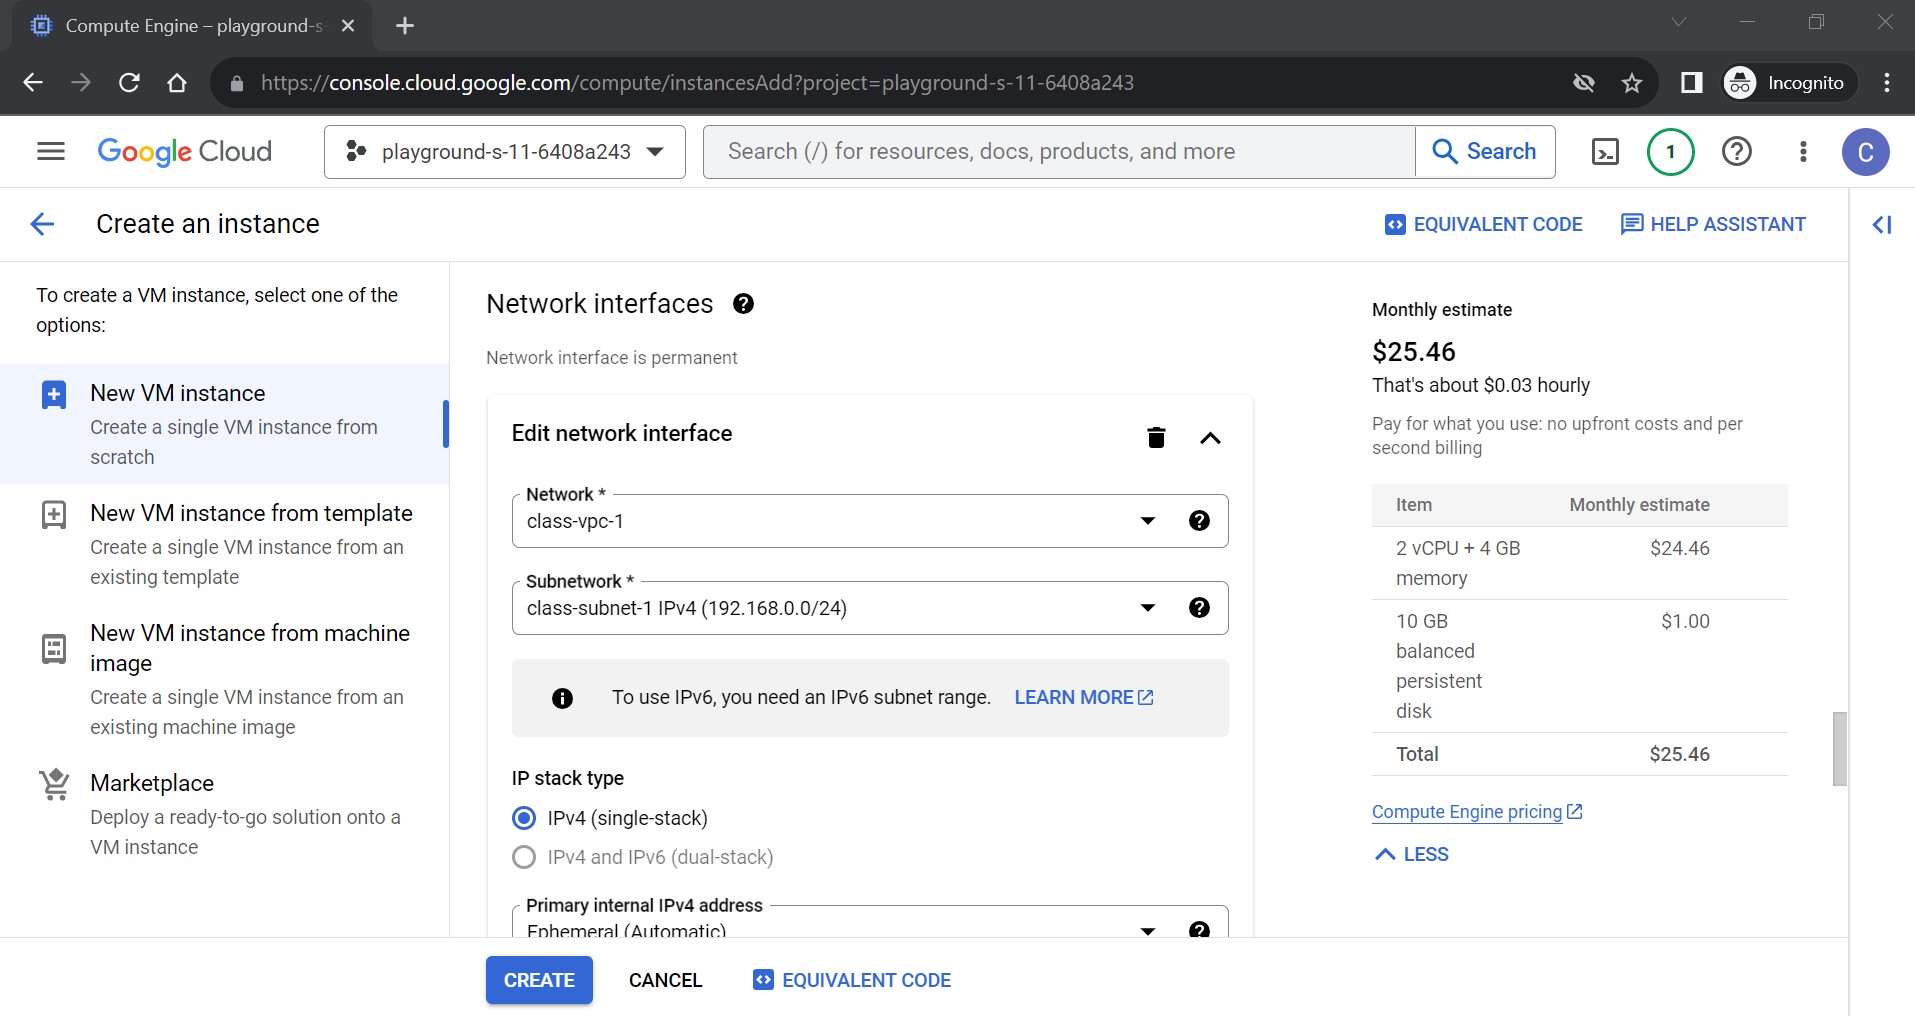 Compute Engine – playground-s-
https://console.cloud.google.com/compute/instancesAdd?project=playground-s-11-6408a243
Incognito
Google Cloud
playground-s-11-6408a243
Search (/) for resources, docs, products, and more
Search
1
C
Create an instance
EQUIVALENT CODE
HELP ASSISTANT
To create a VM instance, select one of the
options:
New VM instance
Create a single VM instance from
scratch
New VM instance from template
Create a single VM instance from an
existing template
New VM instance from machine
image
Create a single VM instance from an
existing machine image
Marketplace
Deploy a ready-to-go solution onto a
VM instance
Network interfaces
Network interface is permanent
Edit network interface
Network *
class-vpc-1
Subnetwork *
class-subnet-1 IPv4 (192.168.0.0/24)
To use IPv6, you need an IPv6 subnet range. LEARN MORE
IP stack type
IPv4 (single-stack)
IPv4 and IPv6 (dual-stack)
Primary internal IPv4 address
Ephemeral (Automatic)
Monthly estimate
$25.46
That's about $0.03 hourly
Pay for what you use: no upfront costs and per
second billing
Item Monthly estimate
2 vCPU + 4 GB $24.46
memory
10 GB $1.00
balanced
persistent
disk
Total $25.46
Compute Engine pricing
LESS
CREATE
CANCEL
EQUIVALENT CODE